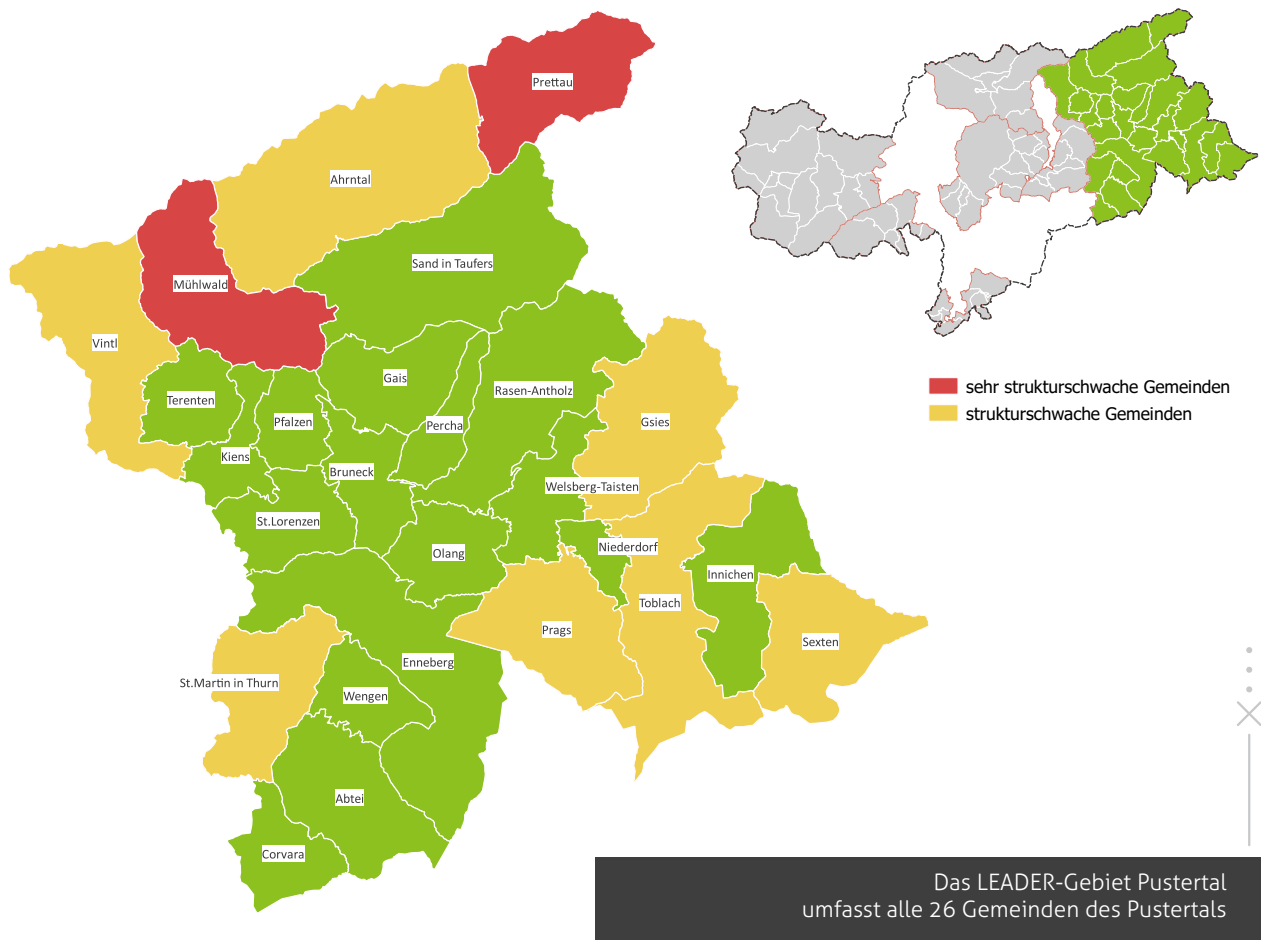 Prettau
Ahrntal
Sand in Taufers
Mühlwald
Vintl
Gais
Rasen-Antholz
Terenten
Pfalzen
Percha
Gsies
Kiens
Bruneck
Welsberg-Taisten
St.Lorenzen
Olang
Niederdorf
Innichen
Toblach
Prags
Sexten
Enneberg
St.Martin in Thurn
Wengen
Abtei
Corvara
sehr strukturschwache Gemeinden
strukturschwache Gemeinden
Das LEADER-Gebiet Pustertal
umfasst alle 26 Gemeinden des Pustertals